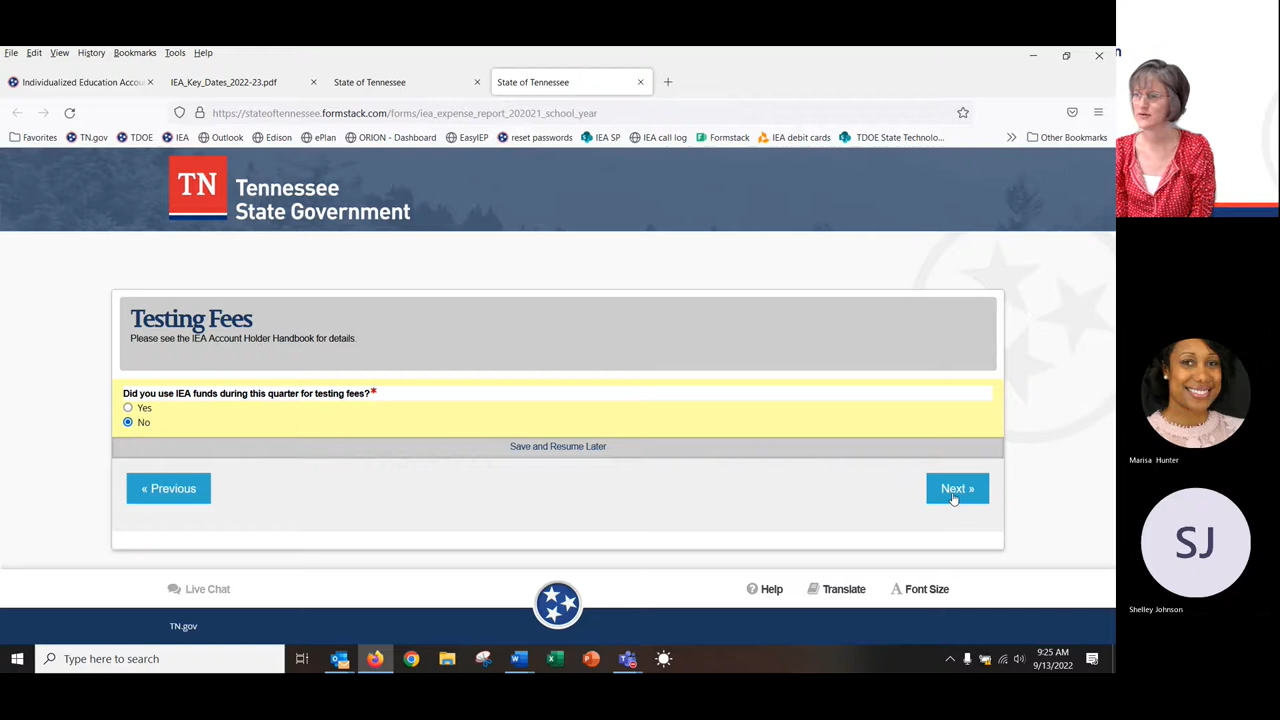 File Edit View History Bookmarks Tools Help
Individualized Education Accou
IEA_Key_Dates_2022-23.pdf
State of Tennessee
State of Tennessee
https://stateoftennessee.formstack.com/forms/iea_expense_report_202021_school_year
Favorites TN.gov TDOE IEA Outlook Edison ePlan ORION - Dashboard EasyIEP reset passwords IEA SP IEA call log Formstack IEA debit cards TDOE State Technolo... Other Bookmarks
TN
Tennessee
State Government
Testing Fees
Please see the IEA Account Holder Handbook for details.
Did you use IEA funds during this quarter for testing fees?*
Yes
No
Save and Resume Later
« Previous
Next »
Live Chat
Help
Translate
Font Size
TN.gov
Type here to search
9:25 AM
9/13/2022
Marisa Hunter
SJ
Shelley Johnson